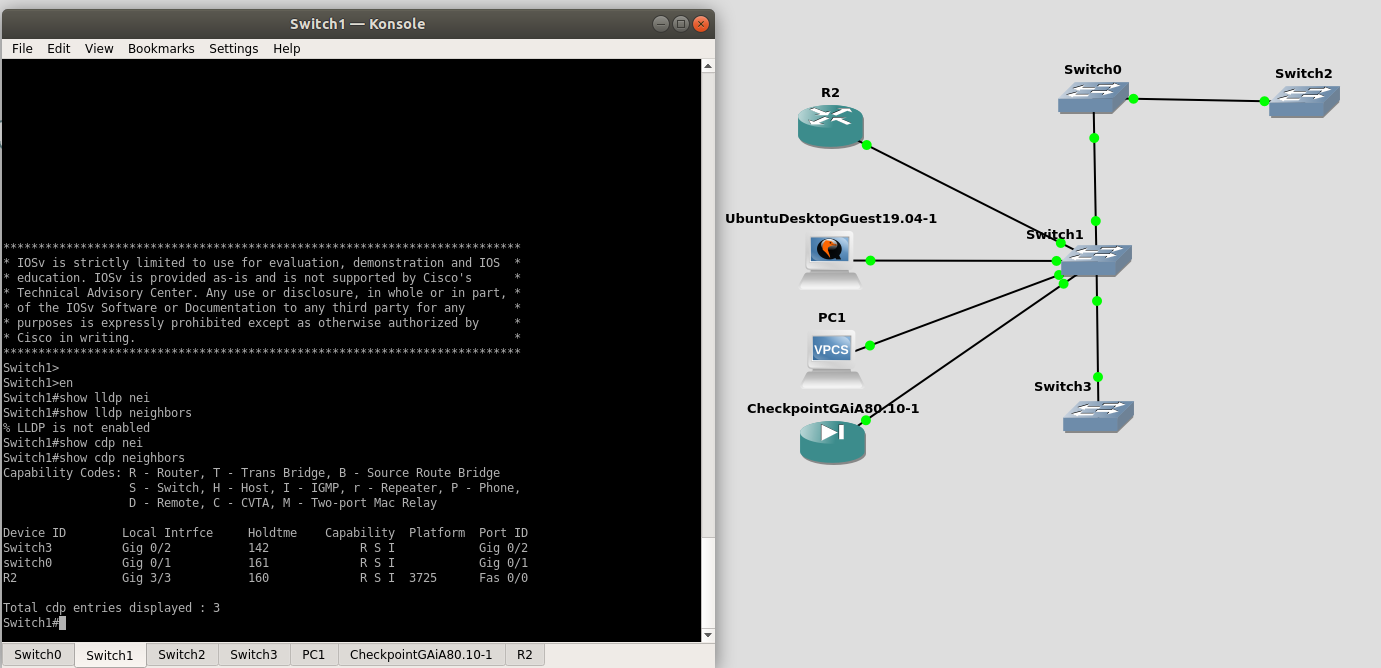 Switch1 — Konsole
File Edit View Bookmarks Settings Help
**************************************************************************
* IOSv is strictly limited to use for evaluation, demonstration and IOS  *
* education. IOSv is provided as-is and is not supported by Cisco's      *
* Technical Advisory Center. Any use or disclosure, in whole or in part, *
* of the IOSv Software or Documentation to any third party for any       *
* purposes is expressly prohibited except as otherwise authorized by     *
* Cisco in writing.                                                      *
**************************************************************************
Switch1>
Switch1>en
Switch1#show lldp nei
Switch1#show lldp neighbors
% LLDP is not enabled
Switch1#show cdp nei
Switch1#show cdp neighbors
Capability Codes: R - Router, T - Trans Bridge, B - Source Route Bridge
                  S - Switch, H - Host, I - IGMP, r - Repeater, P - Phone,
                  D - Remote, C - CVTA, M - Two-port Mac Relay
Device ID        Local Intrfce     Holdtme    Capability  Platform  Port ID
Switch3          Gig 0/2           142             R S I            Gig 0/2
switch0          Gig 0/1           161             R S I            Gig 0/1
R2               Gig 3/3           160             R S I  3725      Fas 0/0
Total cdp entries displayed : 3
Switch1#
Switch0 Switch1 Switch2 Switch3 PC1 CheckpointGAiA80.10-1 R2
Switch0
Switch2
R2
UbuntuDesktopGuest19.04-1
Switch1
PC1
VPCS
Switch3
CheckpointGAiA80.10-1